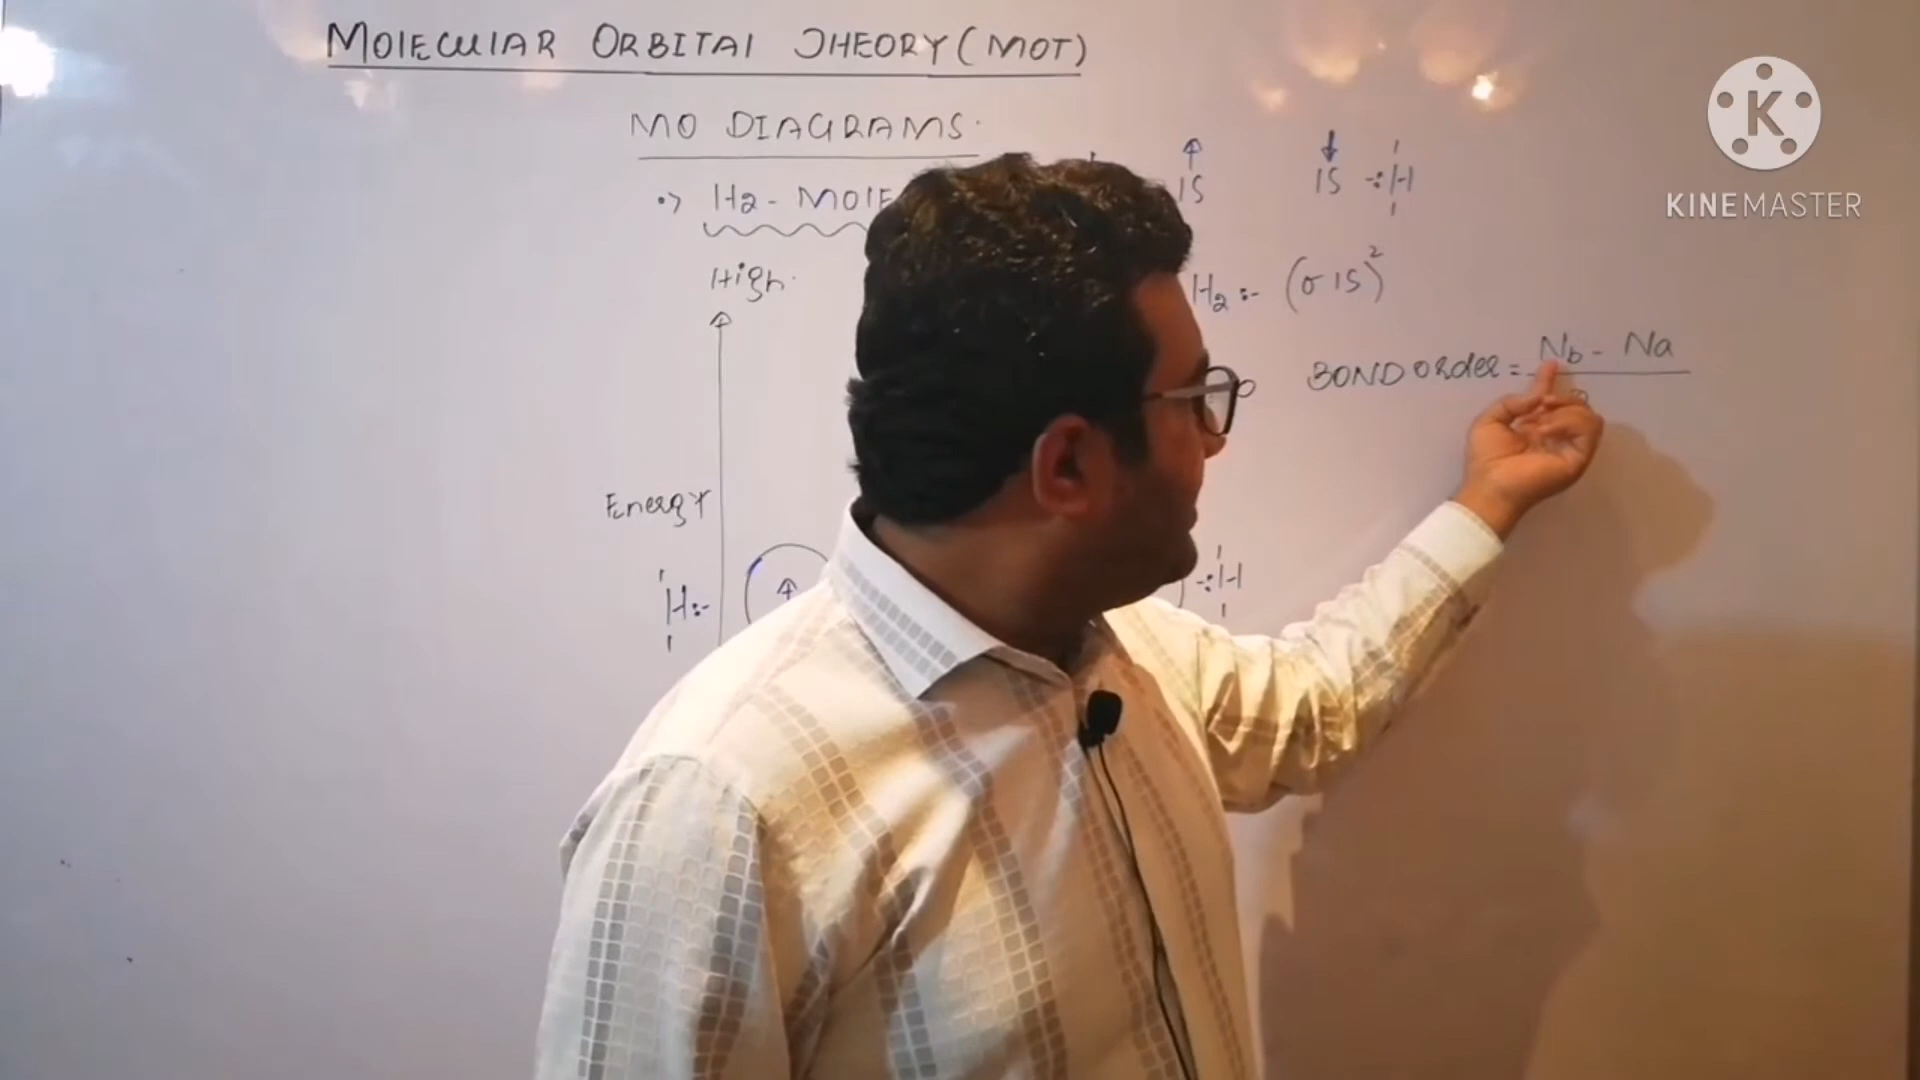 MOLECULAR ORBITAL THEORY (MOT)
MO DIAGRAMS.
H2 - MOLE
1S 1S -:H
High.
H2 :- (σ1S)²
BOND Order = Nb - Na
Energy
H:- -:H
K
KINEMASTER